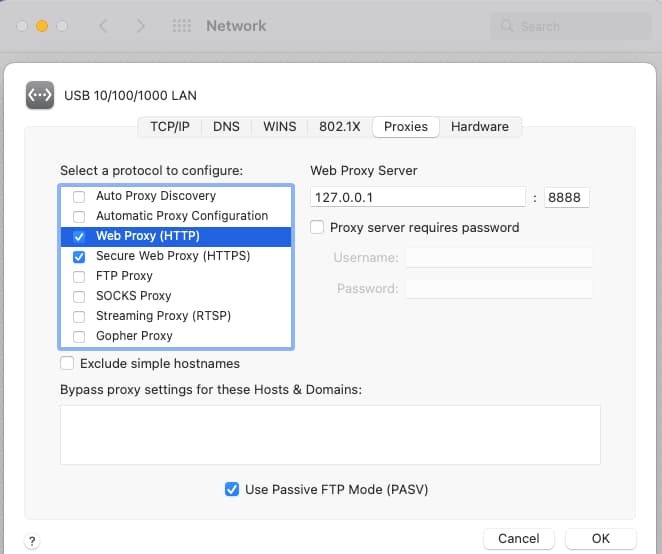 Network
Search
USB 10/100/1000 LAN
TCP/IP DNS WINS 802.1X Proxies Hardware
Select a protocol to configure:
Auto Proxy Discovery
Automatic Proxy Configuration
Web Proxy (HTTP)
Secure Web Proxy (HTTPS)
FTP Proxy
SOCKS Proxy
Streaming Proxy (RTSP)
Gopher Proxy
Web Proxy Server
127.0.0.1 : 8888
Proxy server requires password
Username:
Password:
Exclude simple hostnames
Bypass proxy settings for these Hosts & Domains:
Use Passive FTP Mode (PASV)
? Cancel OK